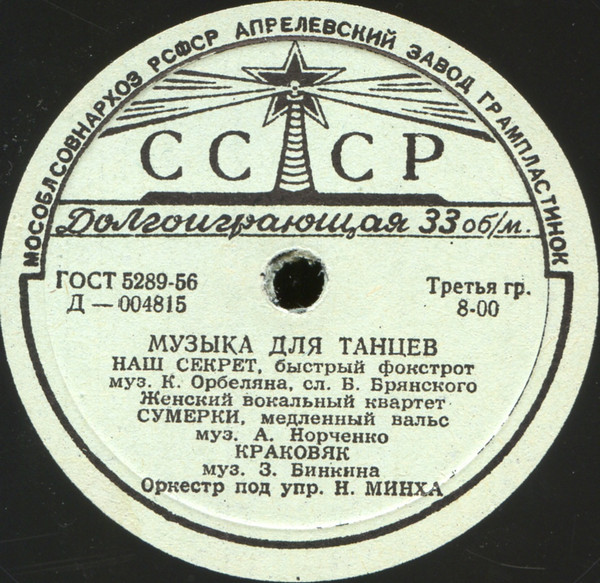 МОСОБЛСОВНАРХОЗ РСФСР АПРЕЛЕВСКИЙ ЗАВОД ГРАМПЛАСТИНОК
СССР
Долгоиграющая 33 об/м.
ГОСТ 5289-56
Д — 004815
Третья гр.
8-00
МУЗЫКА ДЛЯ ТАНЦЕВ
НАШ СЕКРЕТ, быстрый фокстрот
муз. К. Орбеляна, сл. В. Брянского
Женский вокальный квартет
СУМЕРКИ, медленный вальс
муз. А. Норченко
КРАКОВЯК
муз. З. Бинкина
Оркестр под упр. Н. МИНХА